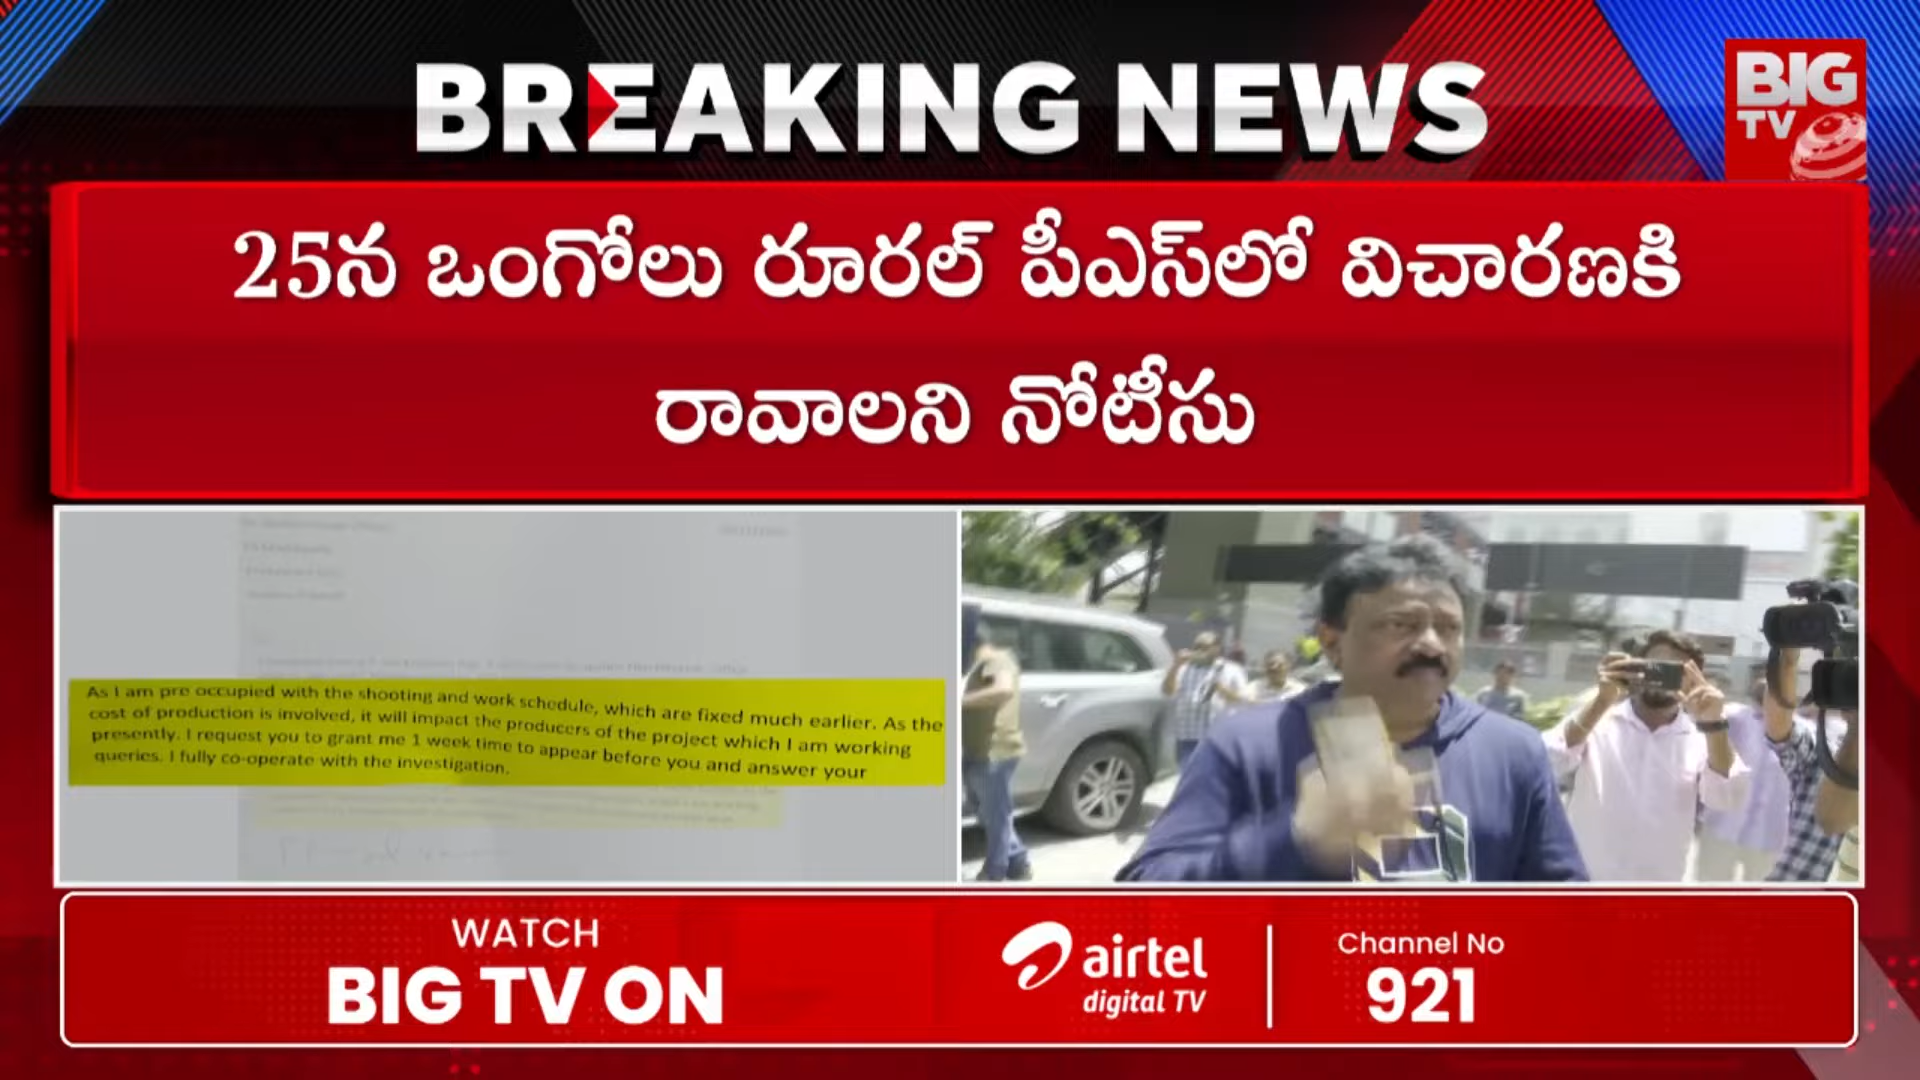 BREAKING NEWS
BIG
TV
25న ఒంగోలు రూరల్ పీఎస్‌లో విచారణకి
రావాలని నోటీసు
As I am pre occupied with the shooting and work schedule, which are fixed much earlier. As the
cost of production is involved, it will impact the producers of the project which I am working
presently. I request you to grant me 1 week time to appear before you and answer your
queries. I fully co-operate with the investigation.
WATCH
BIG TV ON
airtel
digital TV
Channel No
921